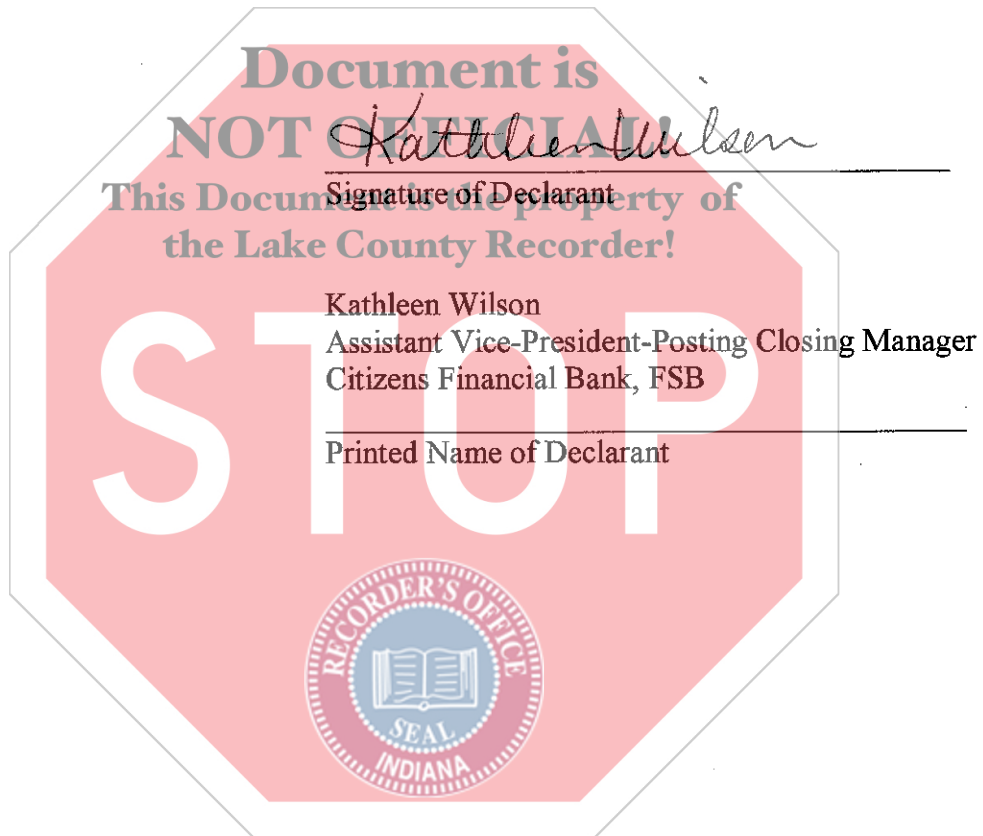 Document is
NOT OFFICIAL!
Kathleen Wilson
Signature of Declarant
This Document is the property of
the Lake County Recorder!
Kathleen Wilson
Assistant Vice-President-Posting Closing Manager
Citizens Financial Bank, FSB
Printed Name of Declarant
STOP
RECORDER'S OFFICE
SEAL
INDIANA